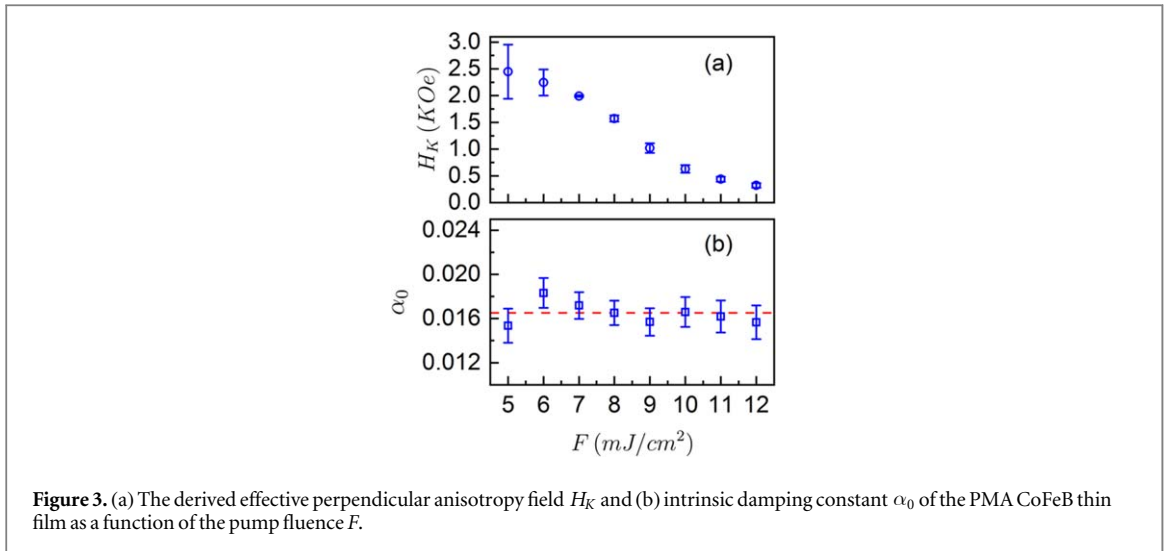 (a)
H_K (KOe)
3.0
2.5
2.0
1.5
1.0
0.5
0.0
(b)
α₀
0.024
0.020
0.016
0.012
5 6 7 8 9 10 11 12
F (mJ/cm²)
Figure 3. (a) The derived effective perpendicular anisotropy field H_K and (b) intrinsic damping constant α₀ of the PMA CoFeB thin
film as a function of the pump fluence F.